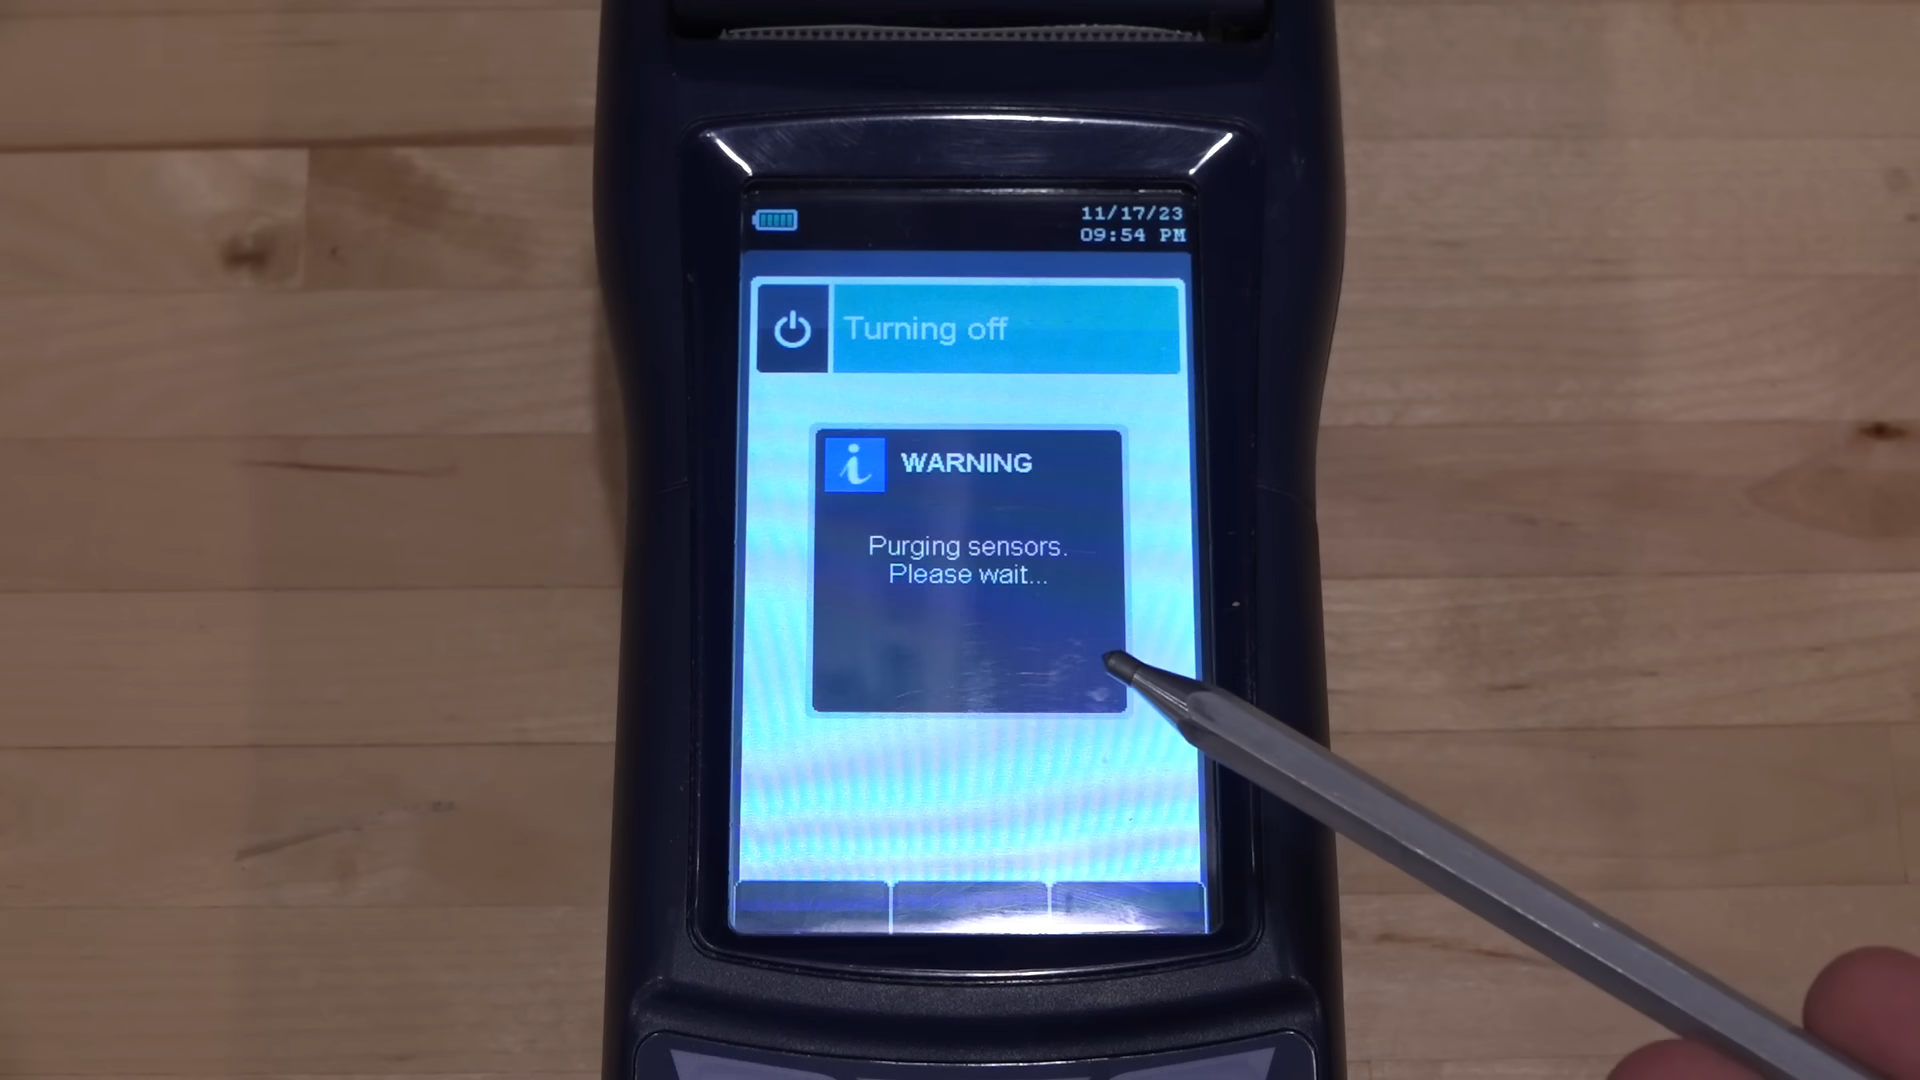 11/17/23
09:54 PM
Turning off
i WARNING
Purging sensors.
Please wait...